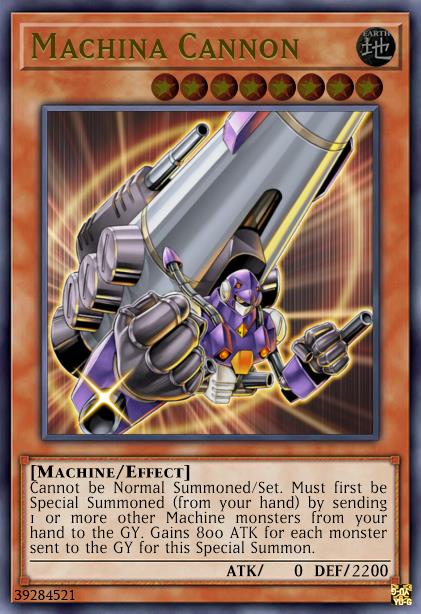 MACHINA CANNON
EARTH
地
[MACHINE/EFFECT]
Cannot be Normal Summoned/Set. Must first be
Special Summoned (from your hand) by sending
1 or more other Machine monsters from your
hand to the GY. Gains 800 ATK for each monster
sent to the GY for this Special Summon.
ATK/ 0 DEF/2200
39284521